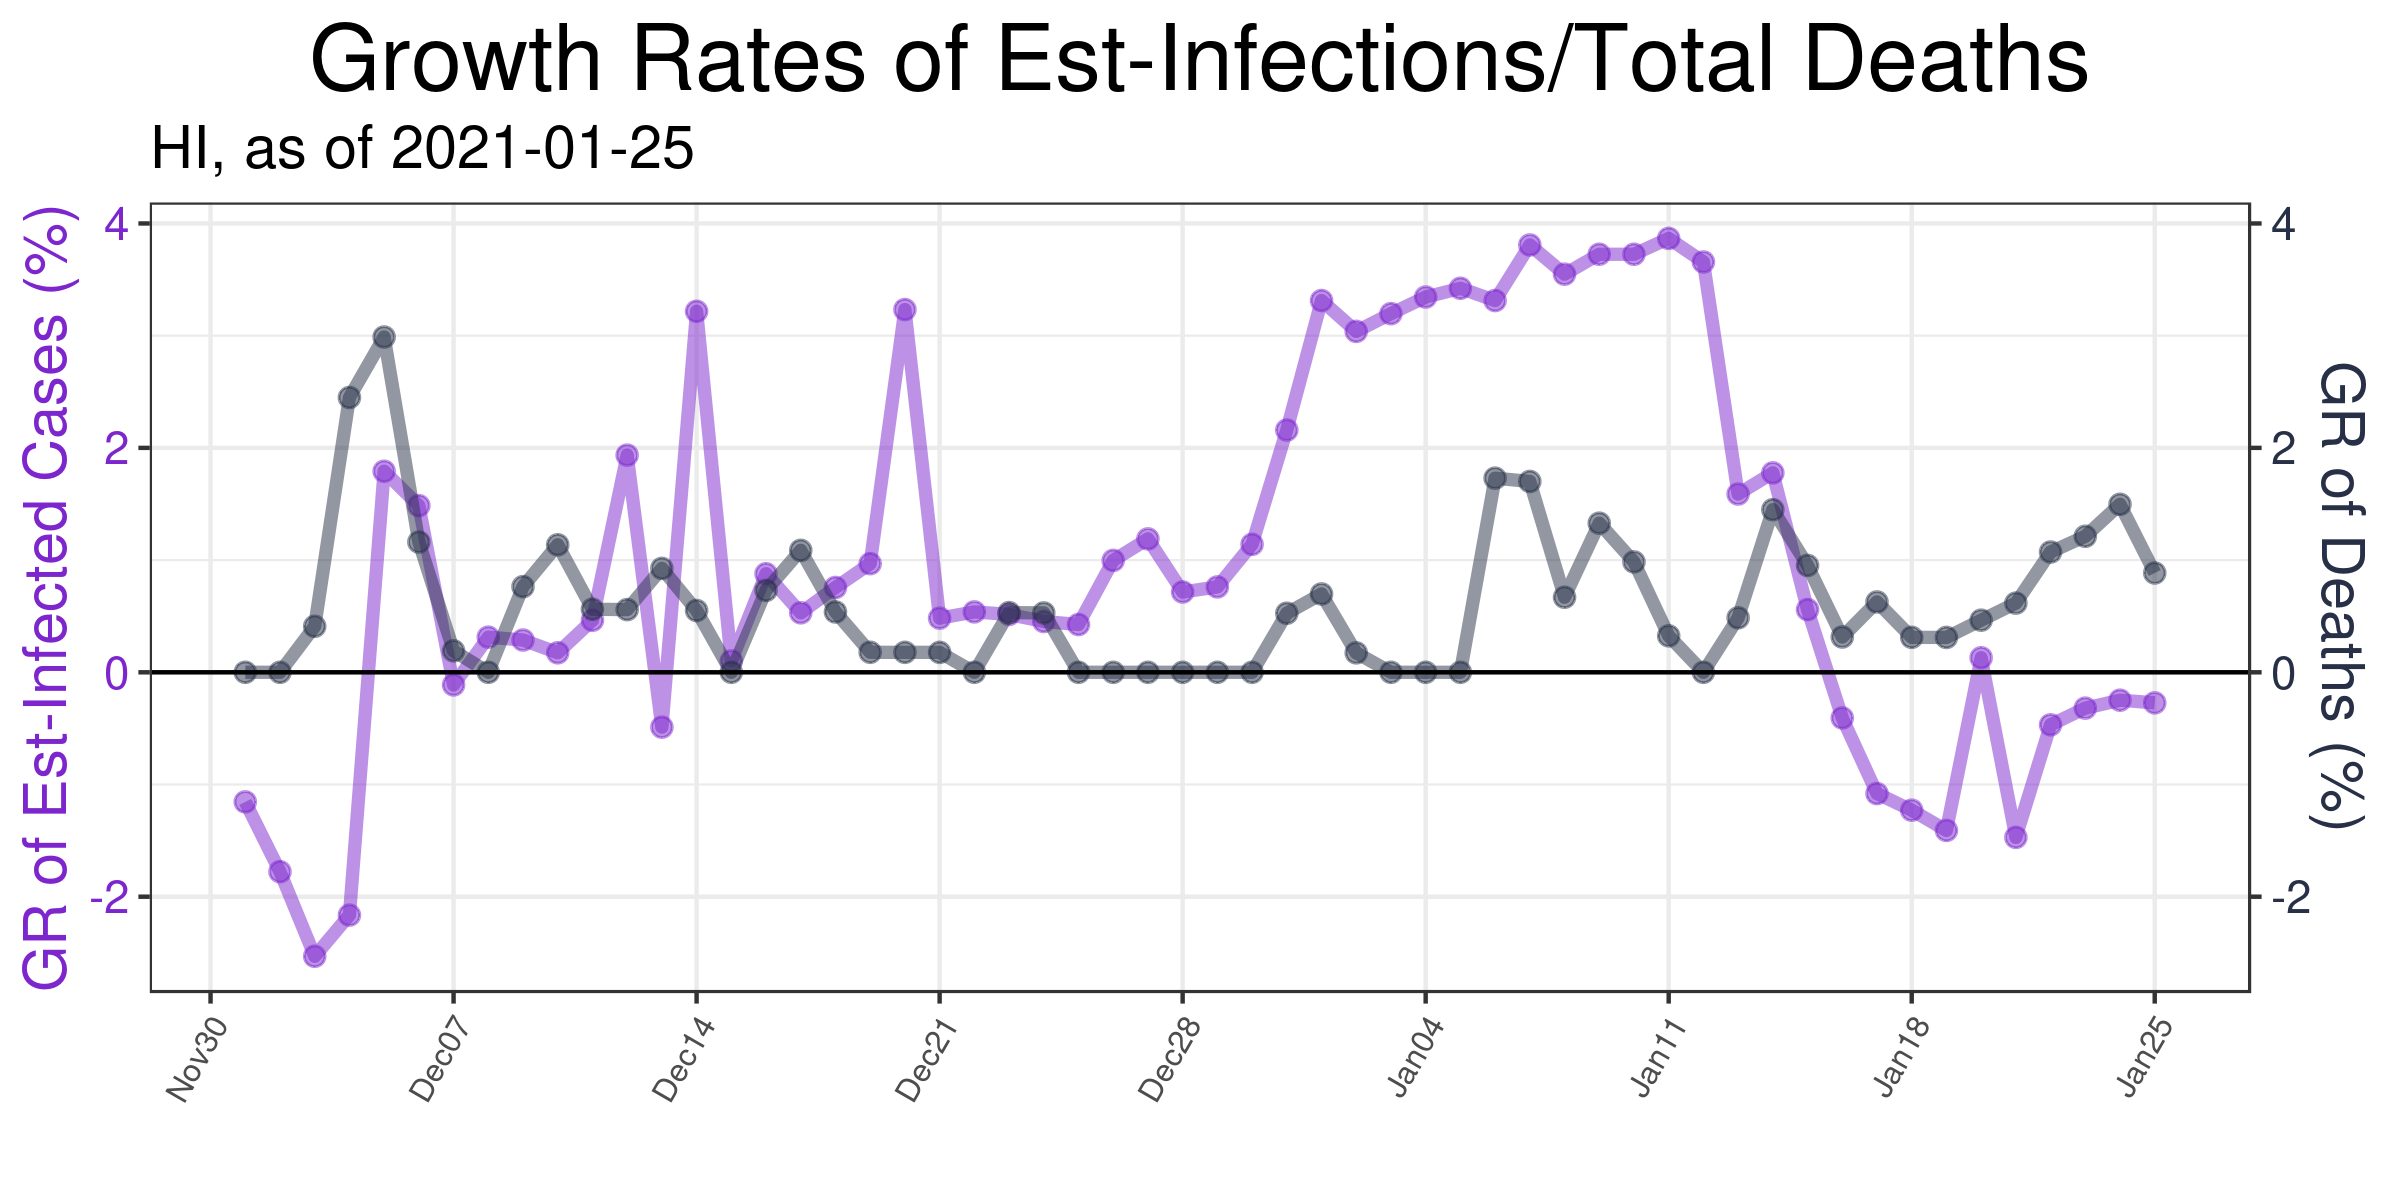 Growth Rates of Est-Infections/Total Deaths
HI, as of 2021-01-25
GR of Est-Infected Cases (%)
4
2
0
-2
4
2
0
-2
GR of Deaths (%)
Nov30
Dec07
Dec14
Dec21
Dec28
Jan04
Jan11
Jan18
Jan25